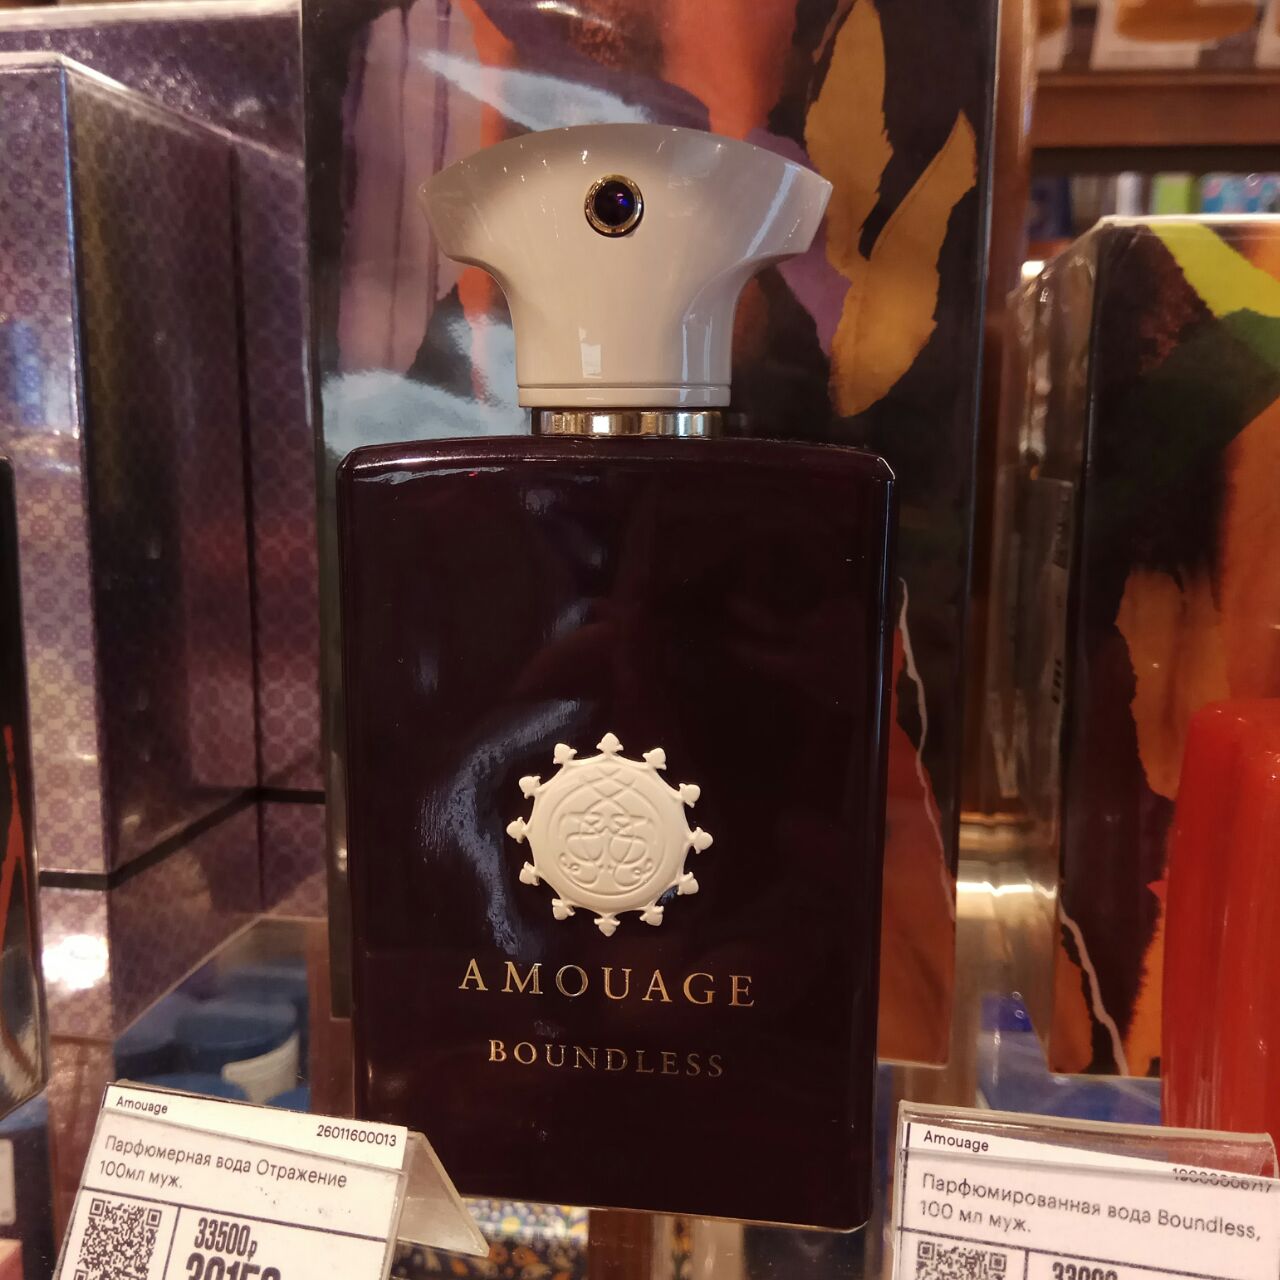 AMOUAGE
BOUNDLESS
Amouage
26011600013
Парфюмерная вода Отражение
100мл муж.
33500р
Amouage
Парфюмированная вода Boundless,
100 мл муж.